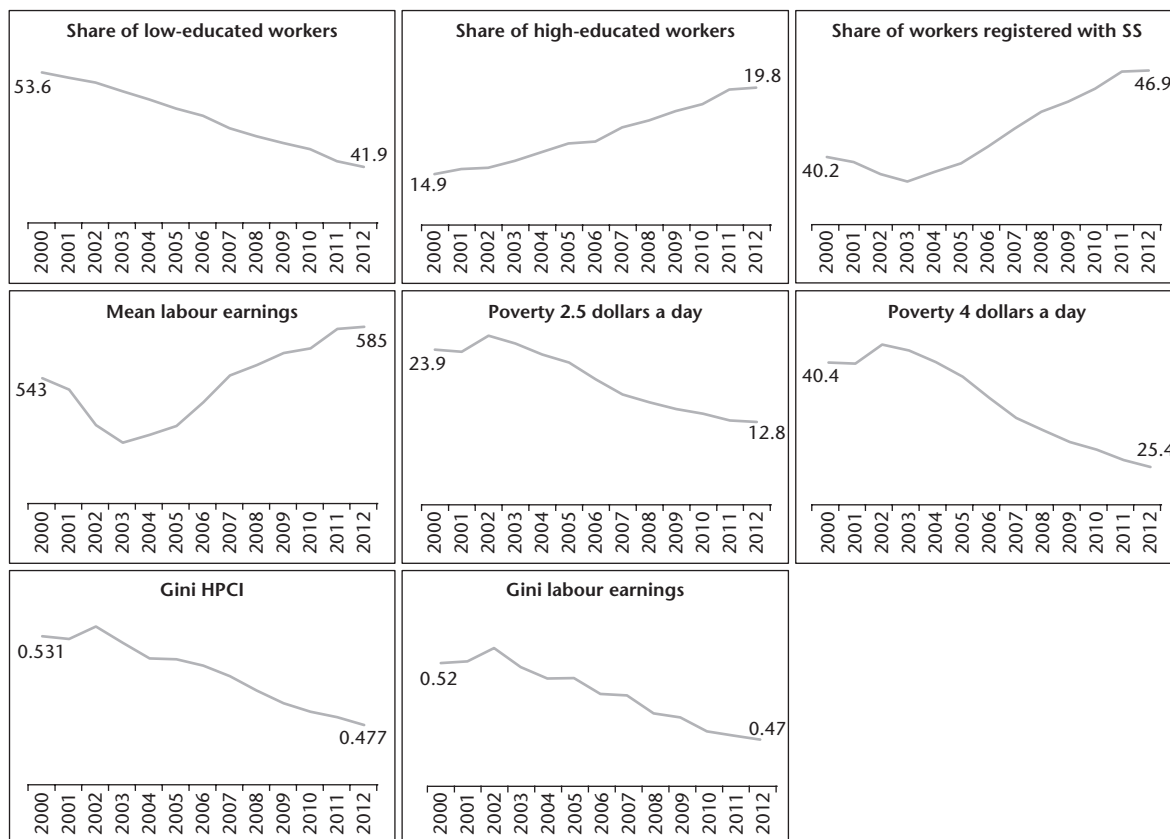 Share of low-educated workers
53.6
41.9
2000 2001 2002 2003 2004 2005 2006 2007 2008 2009 2010 2011 2012
Share of high-educated workers
14.9
19.8
2000 2001 2002 2003 2004 2005 2006 2007 2008 2009 2010 2011 2012
Share of workers registered with SS
40.2
46.9
2000 2001 2002 2003 2004 2005 2006 2007 2008 2009 2010 2011 2012
Mean labour earnings
543
585
2000 2001 2002 2003 2004 2005 2006 2007 2008 2009 2010 2011 2012
Poverty 2.5 dollars a day
23.9
12.8
2000 2001 2002 2003 2004 2005 2006 2007 2008 2009 2010 2011 2012
Poverty 4 dollars a day
40.4
25.4
2000 2001 2002 2003 2004 2005 2006 2007 2008 2009 2010 2011 2012
Gini HPCI
0.531
0.477
2000 2001 2002 2003 2004 2005 2006 2007 2008 2009 2010 2011 2012
Gini labour earnings
0.52
0.47
2000 2001 2002 2003 2004 2005 2006 2007 2008 2009 2010 2011 2012